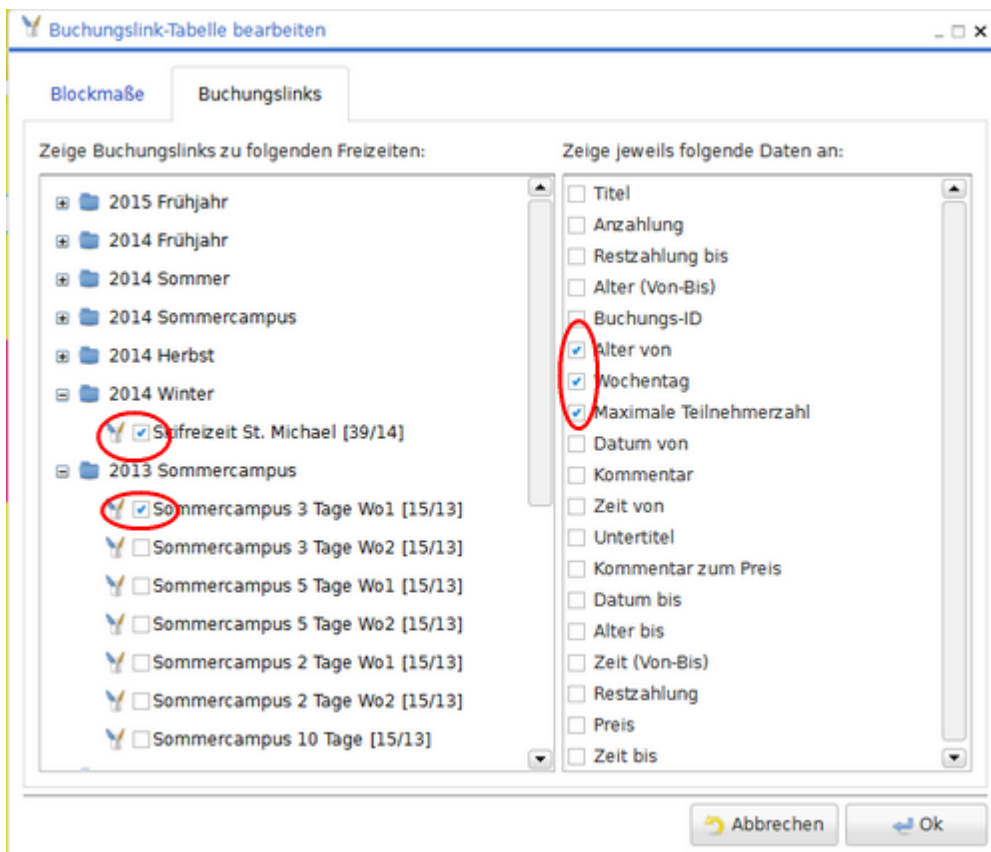 Buchungslink-Tabelle bearbeiten
Blockmaße
Buchungslinks
Zeige Buchungslinks zu folgenden Freizeiten:
2015 Frühjahr
2014 Frühjahr
2014 Sommer
2014 Sommercampus
2014 Herbst
2014 Winter
Skifreizeit St. Michael [39/14]
2013 Sommercampus
Sommercampus 3 Tage Wo1 [15/13]
Sommercampus 3 Tage Wo2 [15/13]
Sommercampus 5 Tage Wo1 [15/13]
Sommercampus 5 Tage Wo2 [15/13]
Sommercampus 2 Tage Wo1 [15/13]
Sommercampus 2 Tage Wo2 [15/13]
Sommercampus 10 Tage [15/13]
Zeige jeweils folgende Daten an:
Titel
Anzahlung
Restzahlung bis
Alter (Von-Bis)
Buchungs-ID
Alter von
Wochentag
Maximale Teilnehmerzahl
Datum von
Kommentar
Zeit von
Untertitel
Kommentar zum Preis
Datum bis
Alter bis
Zeit (Von-Bis)
Restzahlung
Preis
Zeit bis
Abbrechen
Ok